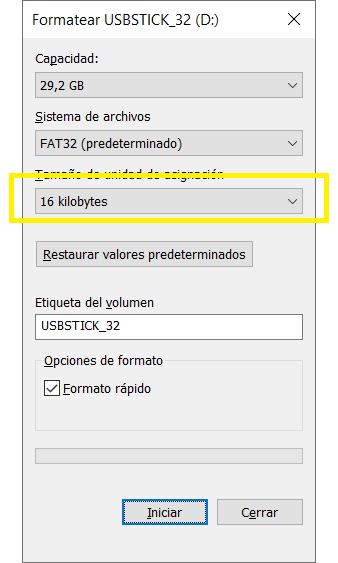 Formatear USBSTICK_32 (D:)
Capacidad:
29,2 GB
Sistema de archivos
FAT32 (predeterminado)
Tamaño de unidad de asignación
16 kilobytes
Restaurar valores predeterminados
Etiqueta del volumen
USBSTICK_32
Opciones de formato
Formato rápido
Iniciar
Cerrar